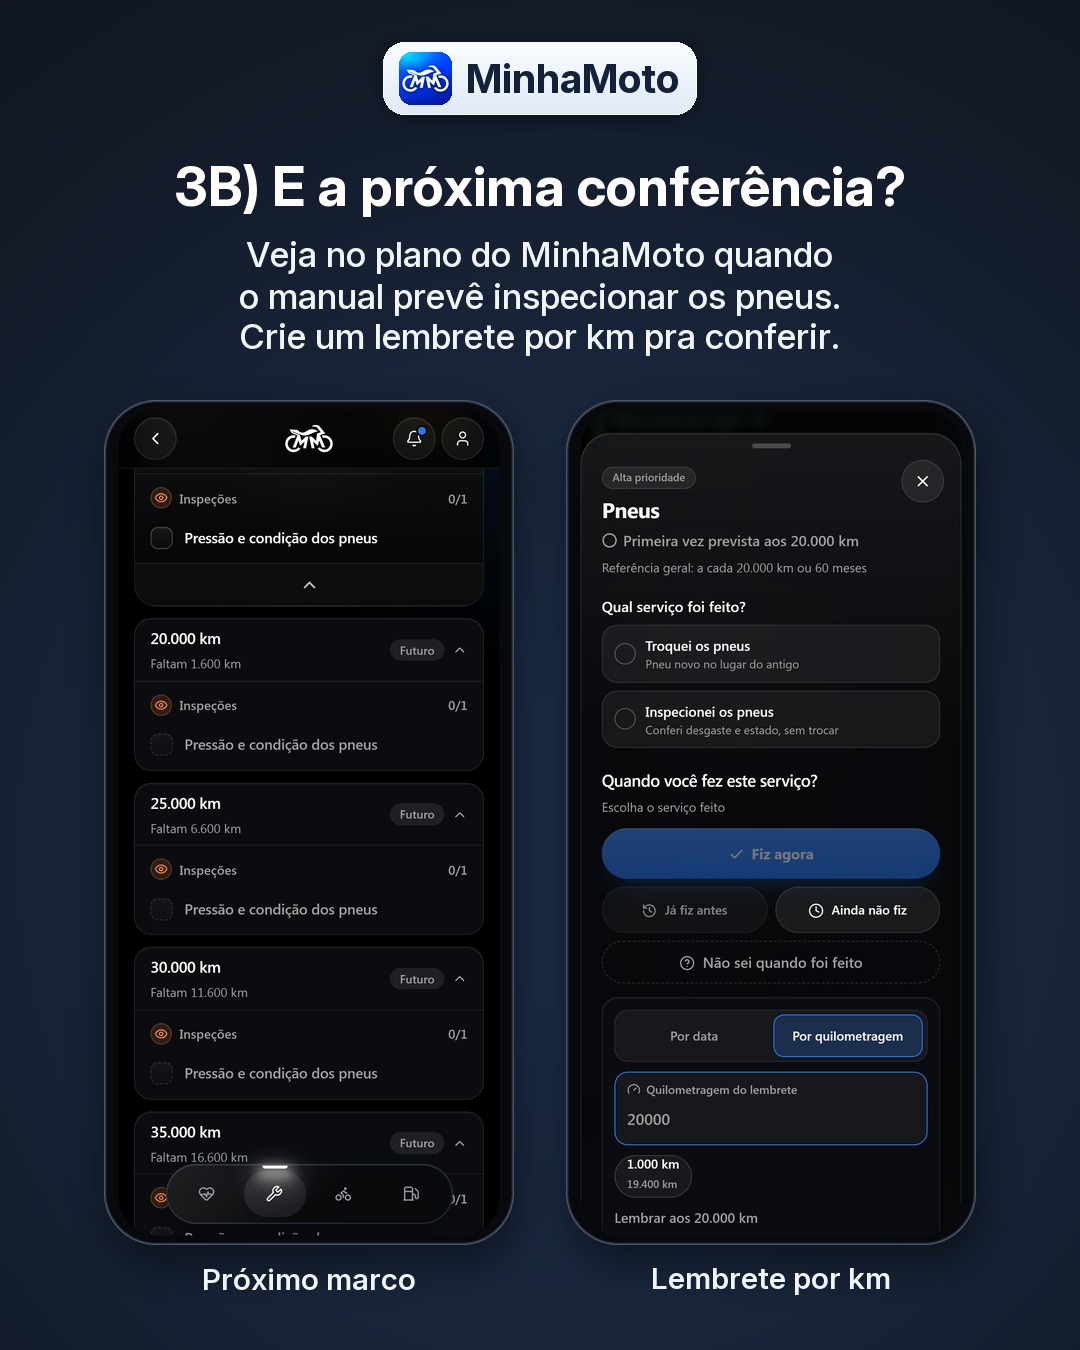 MinhaMoto
3B) E a próxima conferência?
Veja no plano do MinhaMoto quando
o manual prevê inspecionar os pneus.
Crie um lembrete por km pra conferir.
Inspeções 0/1
Pressão e condição dos pneus
20.000 km
Faltam 1.600 km
Futuro
Inspeções 0/1
Pressão e condição dos pneus
25.000 km
Faltam 6.600 km
Futuro
Inspeções 0/1
Pressão e condição dos pneus
30.000 km
Faltam 11.600 km
Futuro
Inspeções 0/1
Pressão e condição dos pneus
35.000 km
Faltam 16.600 km
Futuro
/1
Próximo marco
Alta prioridade
Pneus
Primeira vez prevista aos 20.000 km
Referência geral: a cada 20.000 km ou 60 meses
Qual serviço foi feito?
Troquei os pneus
Pneu novo no lugar do antigo
Inspecionei os pneus
Conferi desgaste e estado, sem trocar
Quando você fez este serviço?
Escolha o serviço feito
Fiz agora
Já fiz antes
Ainda não fiz
Não sei quando foi feito
Por data
Por quilometragem
Quilometragem do lembrete
20000
1.000 km
19.400 km
Lembrar aos 20.000 km
Lembrete por km